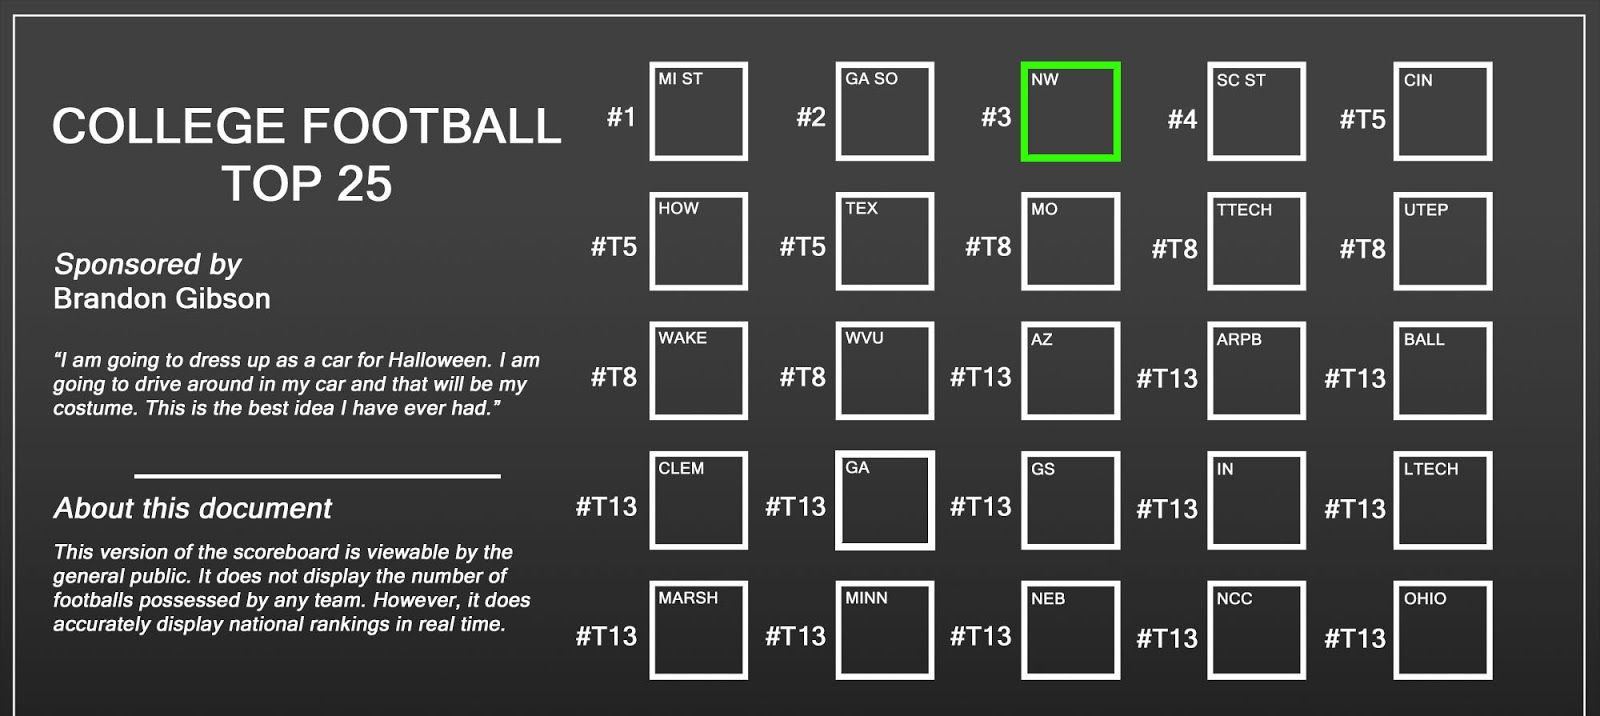 COLLEGE FOOTBALL
TOP 25
Sponsored by
Brandon Gibson
“I am going to dress up as a car for Halloween. I am
going to drive around in my car and that will be my
costume. This is the best idea I have ever had.”
About this document
This version of the scoreboard is viewable by the
general public. It does not display the number of
footballs possessed by any team. However, it does
accurately display national rankings in real time.
#1 MI ST #2 GA SO #3 NW #4 SC ST #T5 CIN
#T5 HOW #T5 TEX #T8 MO #T8 TTECH #T8 UTEP
#T8 WAKE #T8 WVU #T13 AZ #T13 ARPB #T13 BALL
#T13 CLEM #T13 GA #T13 GS #T13 IN #T13 LTECH
#T13 MARSH #T13 MINN #T13 NEB #T13 NCC #T13 OHIO